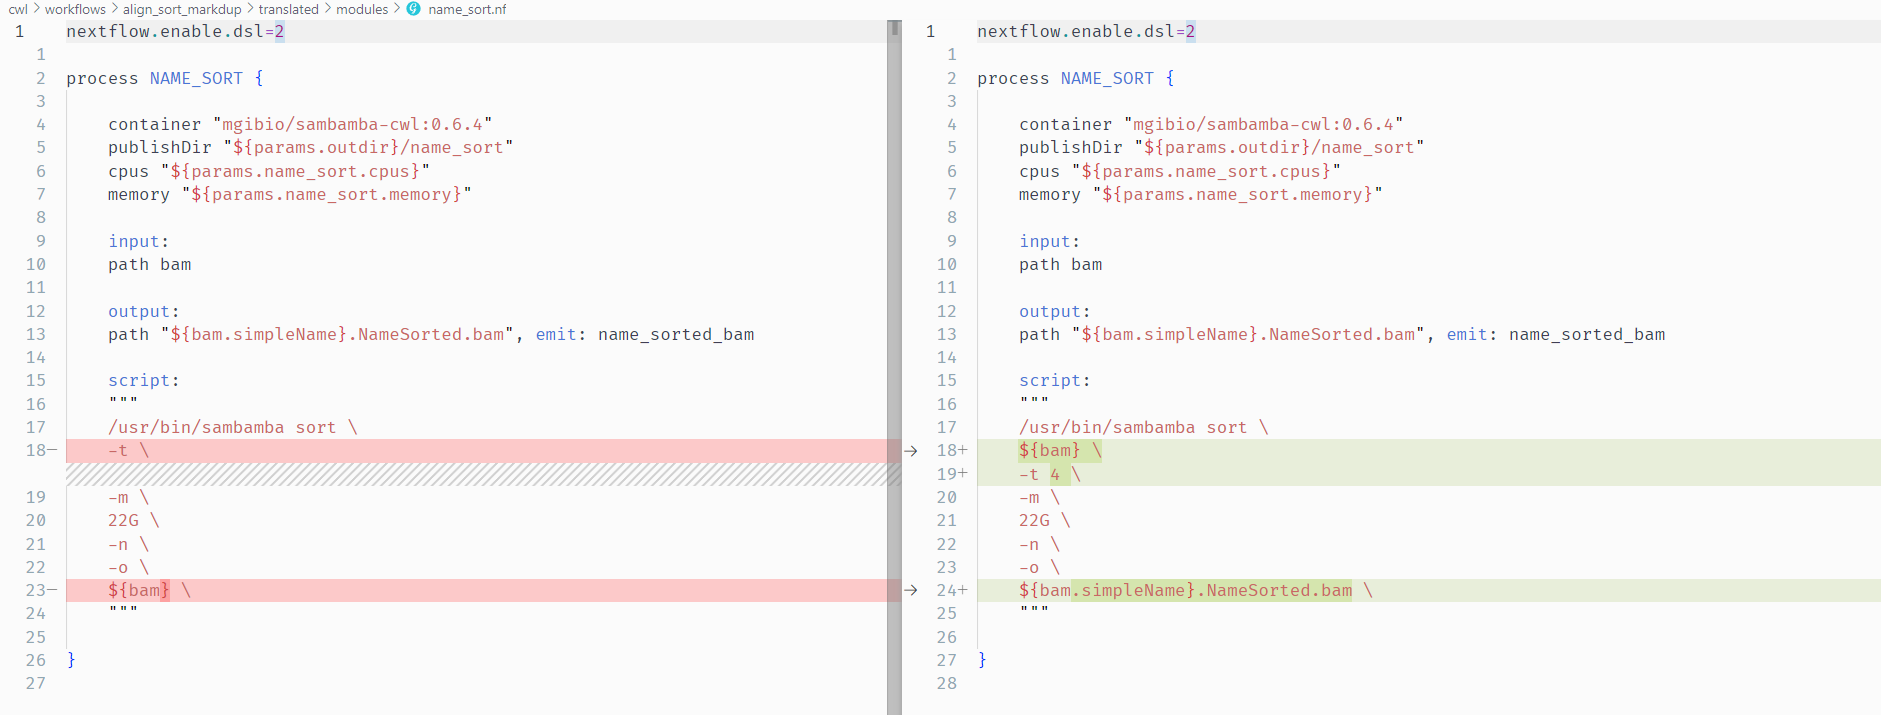 cwl > workflows > align_sort_markdup > translated > modules > name_sort.nf
1 nextflow.enable.dsl=2
1
2 process NAME_SORT {
3
4 container "mgibio/sambamba-cwl:0.6.4"
5 publishDir "${params.outdir}/name_sort"
6 cpus "${params.name_sort.cpus}"
7 memory "${params.name_sort.memory}"
8
9 input:
10 path bam
11
12 output:
13 path "${bam.simpleName}.NameSorted.bam", emit: name_sorted_bam
14
15 script:
16 """
17 /usr/bin/sambamba sort \
18− -t \
19 -m \
20 22G \
21 -n \
22 -o \
23− ${bam} \
24 """
25
26 }
27
1 nextflow.enable.dsl=2
1
2 process NAME_SORT {
3
4 container "mgibio/sambamba-cwl:0.6.4"
5 publishDir "${params.outdir}/name_sort"
6 cpus "${params.name_sort.cpus}"
7 memory "${params.name_sort.memory}"
8
9 input:
10 path bam
11
12 output:
13 path "${bam.simpleName}.NameSorted.bam", emit: name_sorted_bam
14
15 script:
16 """
17 /usr/bin/sambamba sort \
→ 18+ ${bam} \
19+ -t 4 \
20 -m \
21 22G \
22 -n \
23 -o \
→ 24+ ${bam.simpleName}.NameSorted.bam \
25 """
26
27 }
28